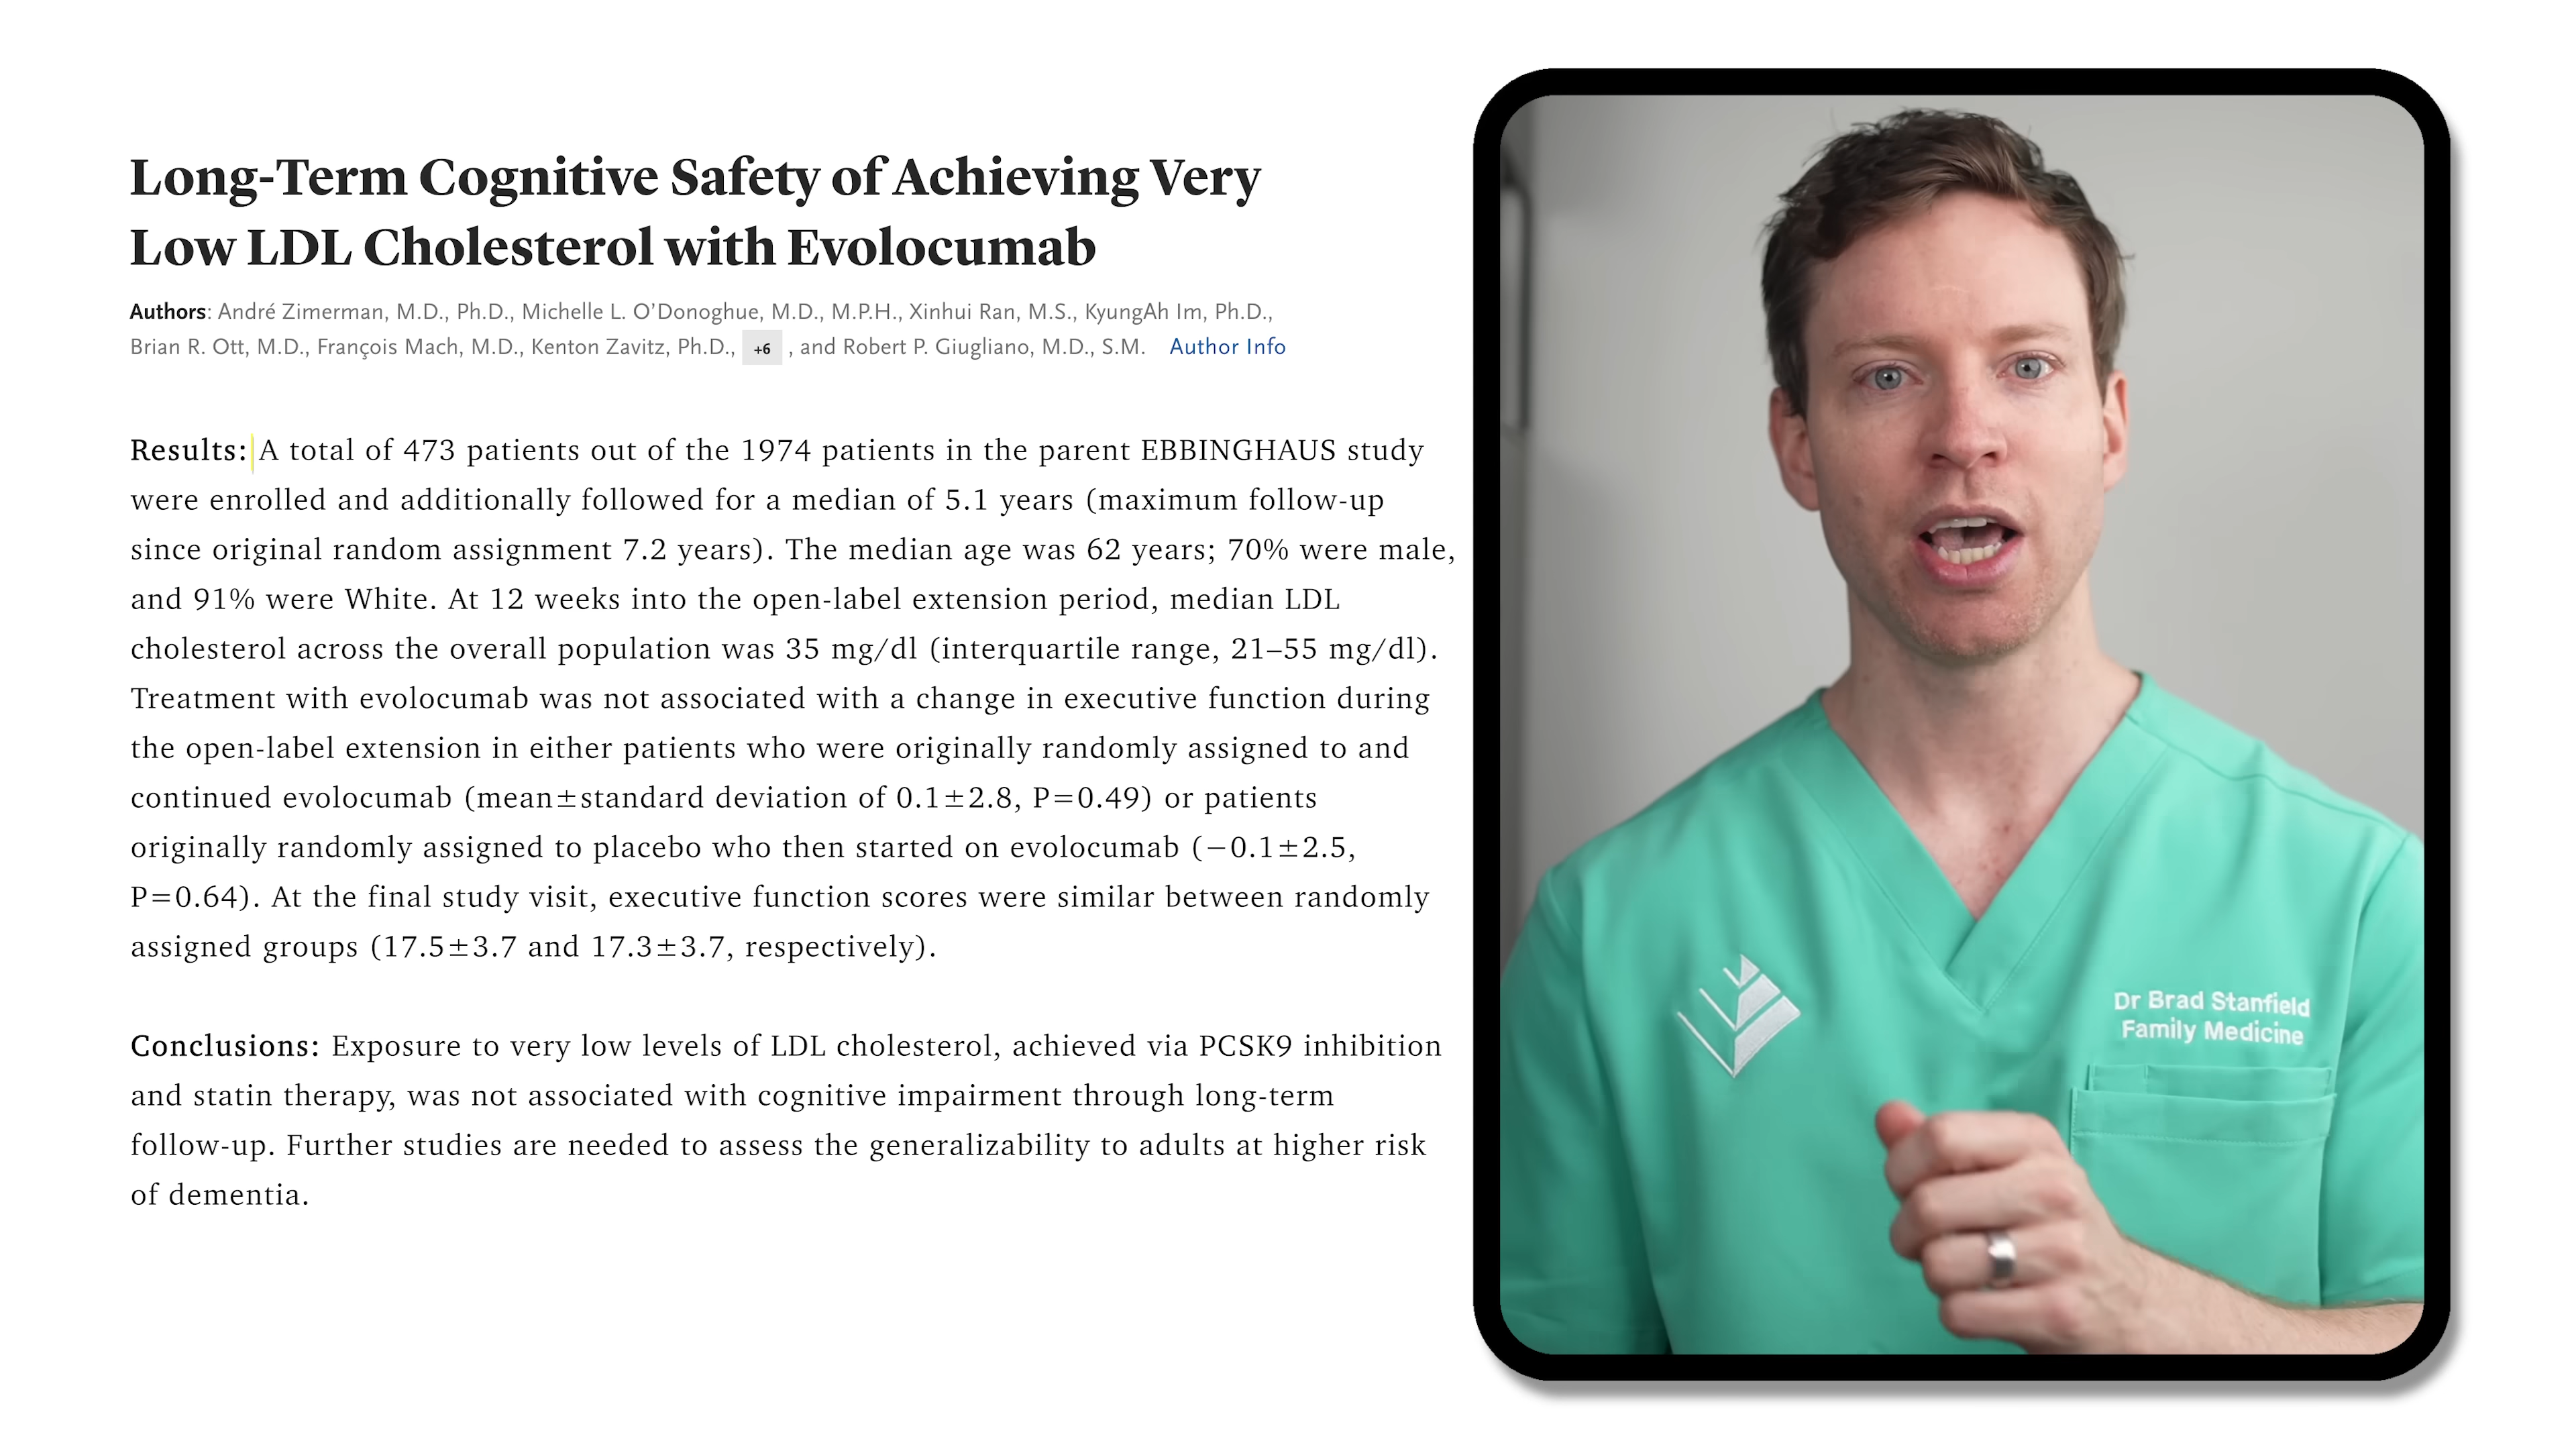 Long-Term Cognitive Safety of Achieving Very
Low LDL Cholesterol with Evolocumab
Authors: André Zimerman, M.D., Ph.D., Michelle L. O’Donoghue, M.D., M.P.H., Xinhui Ran, M.S., KyungAh Im, Ph.D.,
Brian R. Ott, M.D., François Mach, M.D., Kenton Zavitz, Ph.D., +6 , and Robert P. Giugliano, M.D., S.M. Author Info
Results: A total of 473 patients out of the 1974 patients in the parent EBBINGHAUS study
were enrolled and additionally followed for a median of 5.1 years (maximum follow-up
since original random assignment 7.2 years). The median age was 62 years; 70% were male,
and 91% were White. At 12 weeks into the open-label extension period, median LDL
cholesterol across the overall population was 35 mg/dl (interquartile range, 21–55 mg/dl).
Treatment with evolocumab was not associated with a change in executive function during
the open-label extension in either patients who were originally randomly assigned to and
continued evolocumab (mean±standard deviation of 0.1±2.8, P=0.49) or patients
originally randomly assigned to placebo who then started on evolocumab (−0.1±2.5,
P=0.64). At the final study visit, executive function scores were similar between randomly
assigned groups (17.5±3.7 and 17.3±3.7, respectively).
Conclusions: Exposure to very low levels of LDL cholesterol, achieved via PCSK9 inhibition
and statin therapy, was not associated with cognitive impairment through long-term
follow-up. Further studies are needed to assess the generalizability to adults at higher risk
of dementia.
Dr Brad Stanfield
Family Medicine